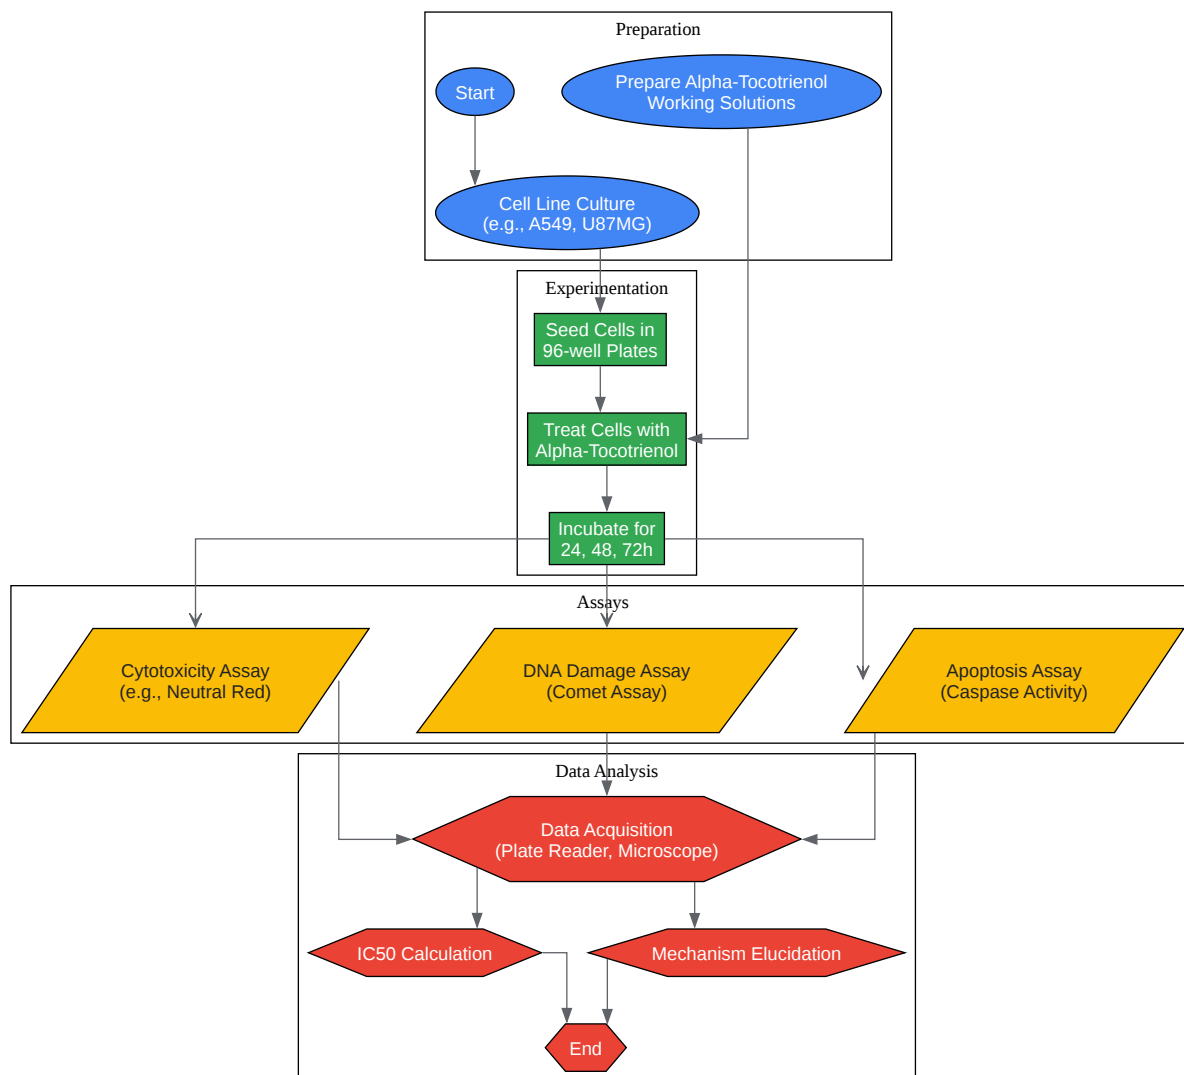 Preparation
Start
Prepare Alpha-Tocotrienol
Working Solutions
Cell Line Culture
(e.g., A549, U87MG)
Experimentation
Seed Cells in
96-well Plates
Treat Cells with
Alpha-Tocotrienol
Incubate for
24, 48, 72h
Assays
Cytotoxicity Assay
(e.g., Neutral Red)
DNA Damage Assay
(Comet Assay)
Apoptosis Assay
(Caspase Activity)
Data Analysis
Data Acquisition
(Plate Reader, Microscope)
IC50 Calculation
Mechanism Elucidation
End